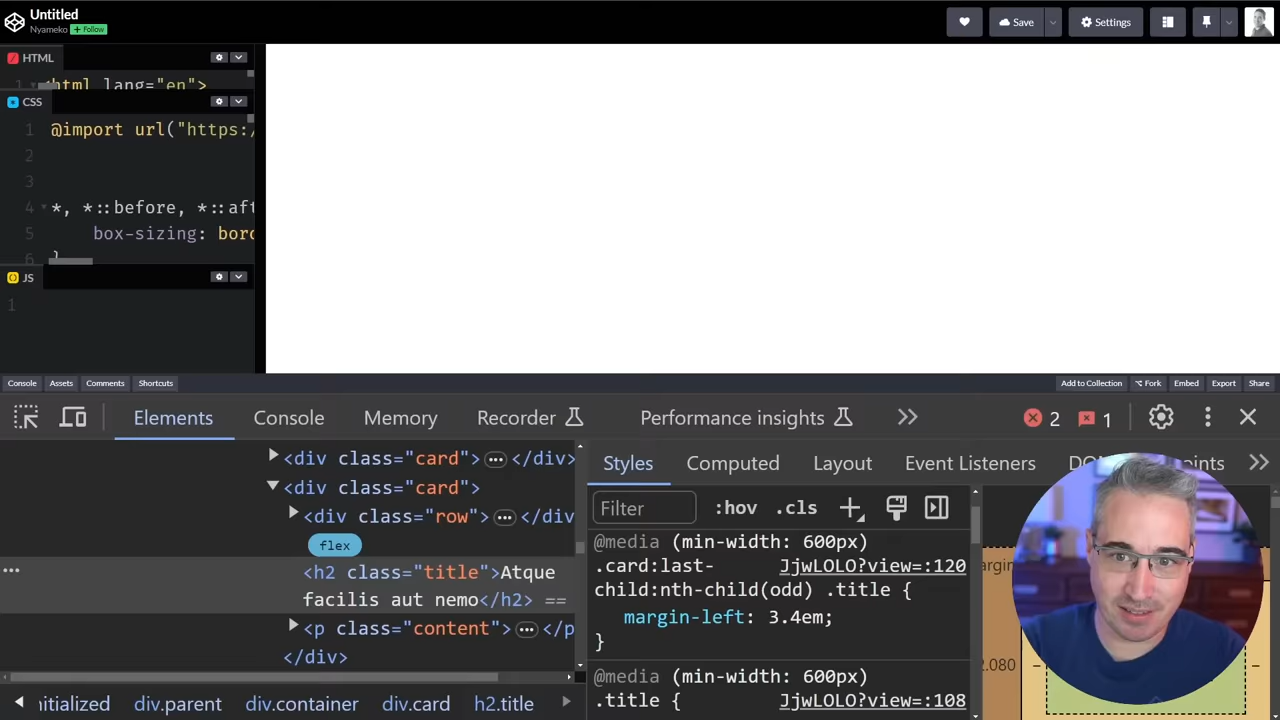 Untitled
Nyameko + Follow
Save
Settings
HTML
1 <html lang="en">
CSS
1 @import url("https:/
2
3
4 *, *::before, *::aft
5 box-sizing: bord
6 }
JS
1
Console Assets Comments Shortcuts
Add to Collection Fork Embed Export Share
Elements Console Memory Recorder Performance insights 2 1
<div class="card"> </div>
<div class="card">
<div class="row"> </div
flex
<h2 class="title">Atque
facilis aut nemo</h2> ==
<p class="content"> </p
</div>
itialized div.parent div.container div.card h2.title
Styles Computed Layout Event Listeners
Filter :hov .cls
@media (min-width: 600px)
.card:last- JjwLOLO?view=:120
child:nth-child(odd) .title {
margin-left: 3.4em;
}
@media (min-width: 600px)
.title { JjwLOLO?view=:108
2.080